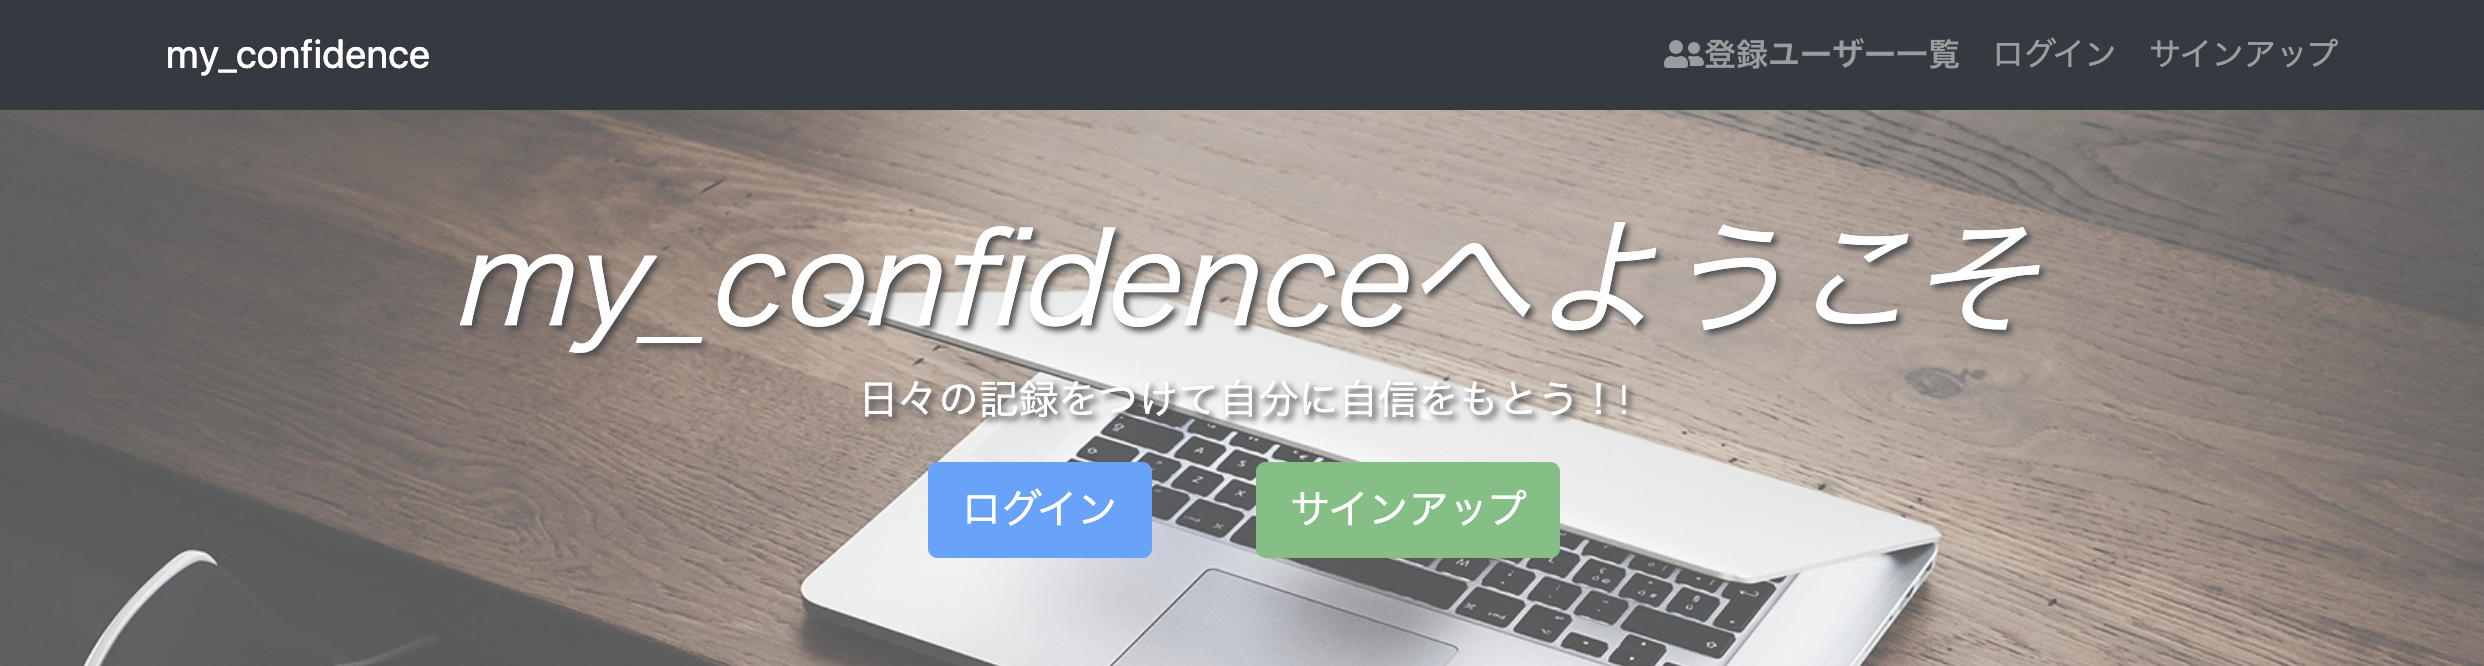 my_confidence
登録ユーザー一覧 ログイン サインアップ
my_confidenceへようこそ
日々の記録をつけて自分に自信をもとう！！
ログイン サインアップ